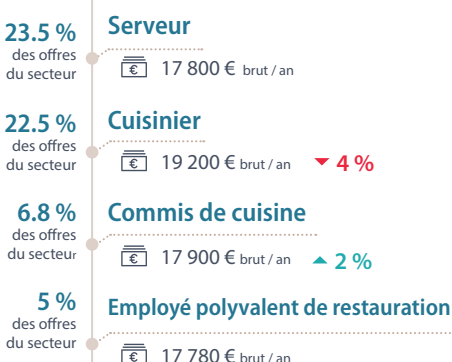 23.5 %
des offres
du secteur
Serveur
€ 17 800 € brut / an
22.5 %
des offres
du secteur
Cuisinier
€ 19 200 € brut / an 4 %
6.8 %
des offres
du secteur
Commis de cuisine
€ 17 900 € brut / an 2 %
5 %
des offres
du secteur
Employé polyvalent de restauration
€ 17 780 € brut / an